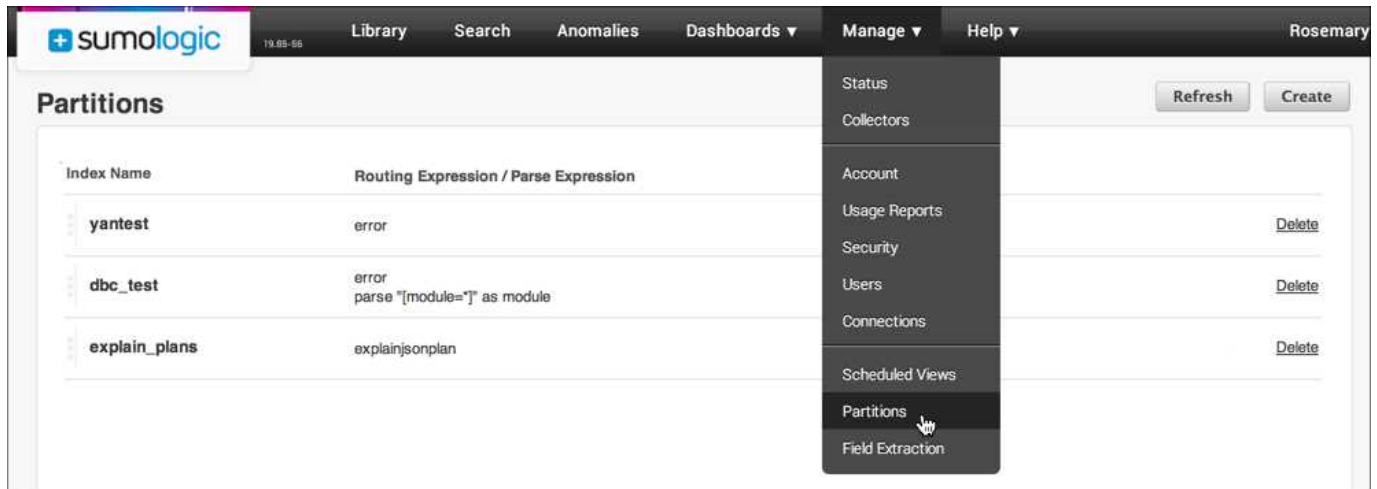 sumologic
19.85-56
Library Search Anomalies Dashboards ▾ Manage ▾ Help ▾ Rosemary
Partitions
Refresh Create
Status
Collectors
Account
Usage Reports
Security
Users
Connections
Scheduled Views
Partitions
Field Extraction
Index Name Routing Expression / Parse Expression
yantest error Delete
dbc_test error Delete
parse "[module=*]" as module
explain_plans explainjsonplan Delete